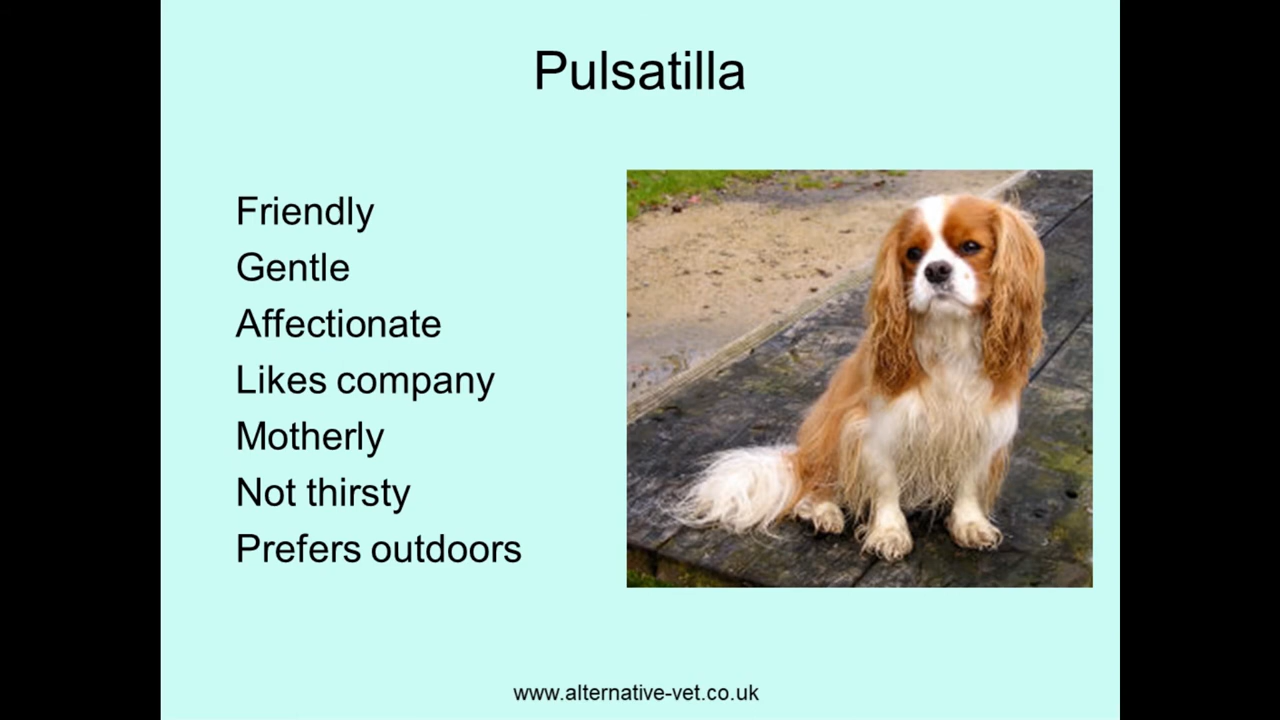 Pulsatilla
Friendly
Gentle
Affectionate
Likes company
Motherly
Not thirsty
Prefers outdoors
www.alternative-vet.co.uk